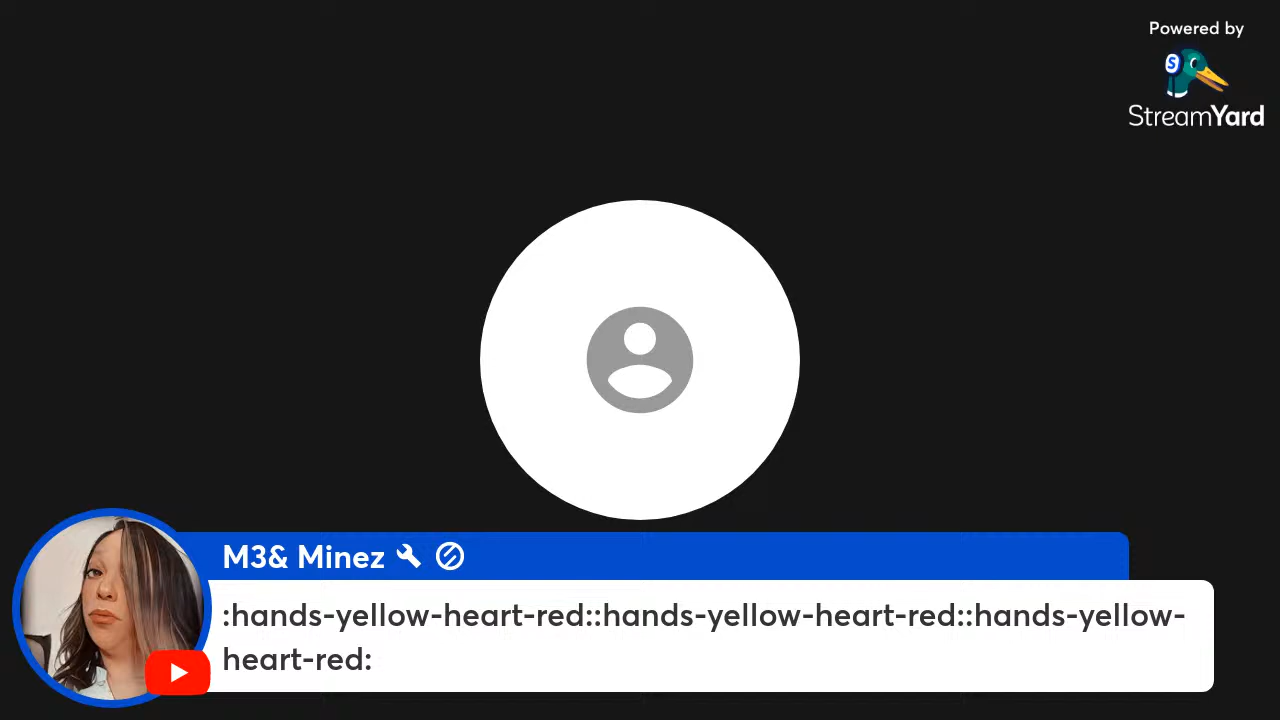 Powered by
StreamYard
M3& Minez
:hands-yellow-heart-red::hands-yellow-heart-red::hands-yellow-
heart-red: